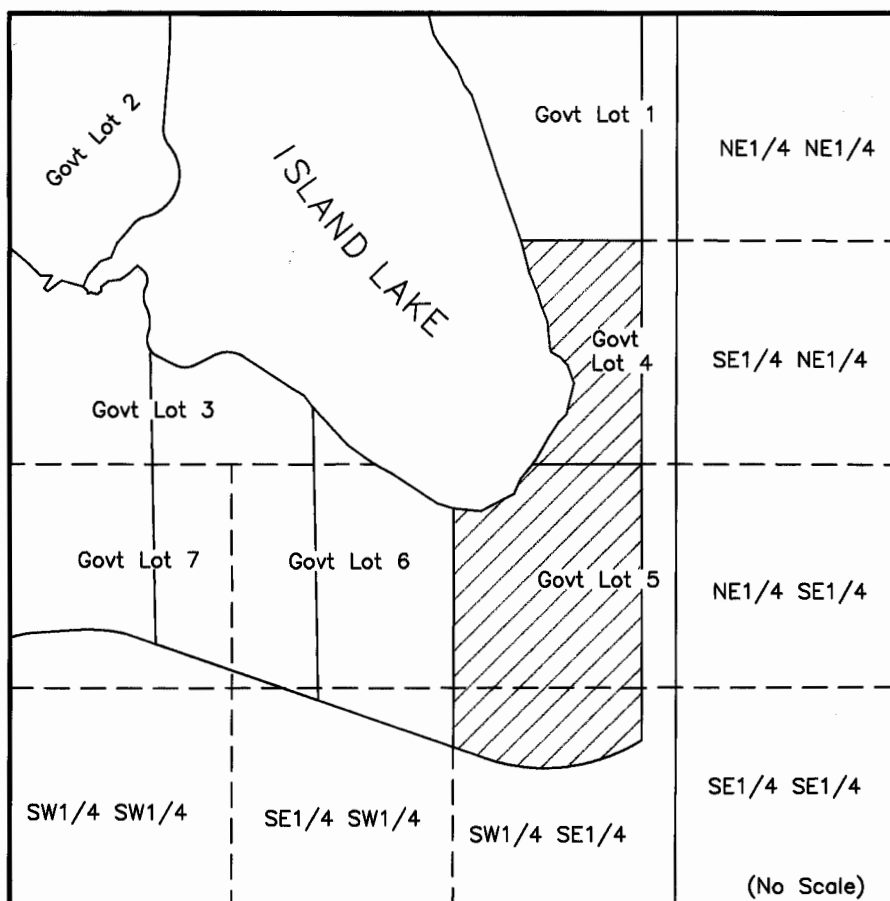 Govt Lot 2
Govt Lot 1
NE1/4 NE1/4
ISLAND LAKE
Govt
Lot 4
SE1/4 NE1/4
Govt Lot 3
Govt Lot 7
Govt Lot 6
Govt Lot 5
NE1/4 SE1/4
SW1/4 SW1/4
SE1/4 SW1/4
SW1/4 SE1/4
SE1/4 SE1/4
(No Scale)